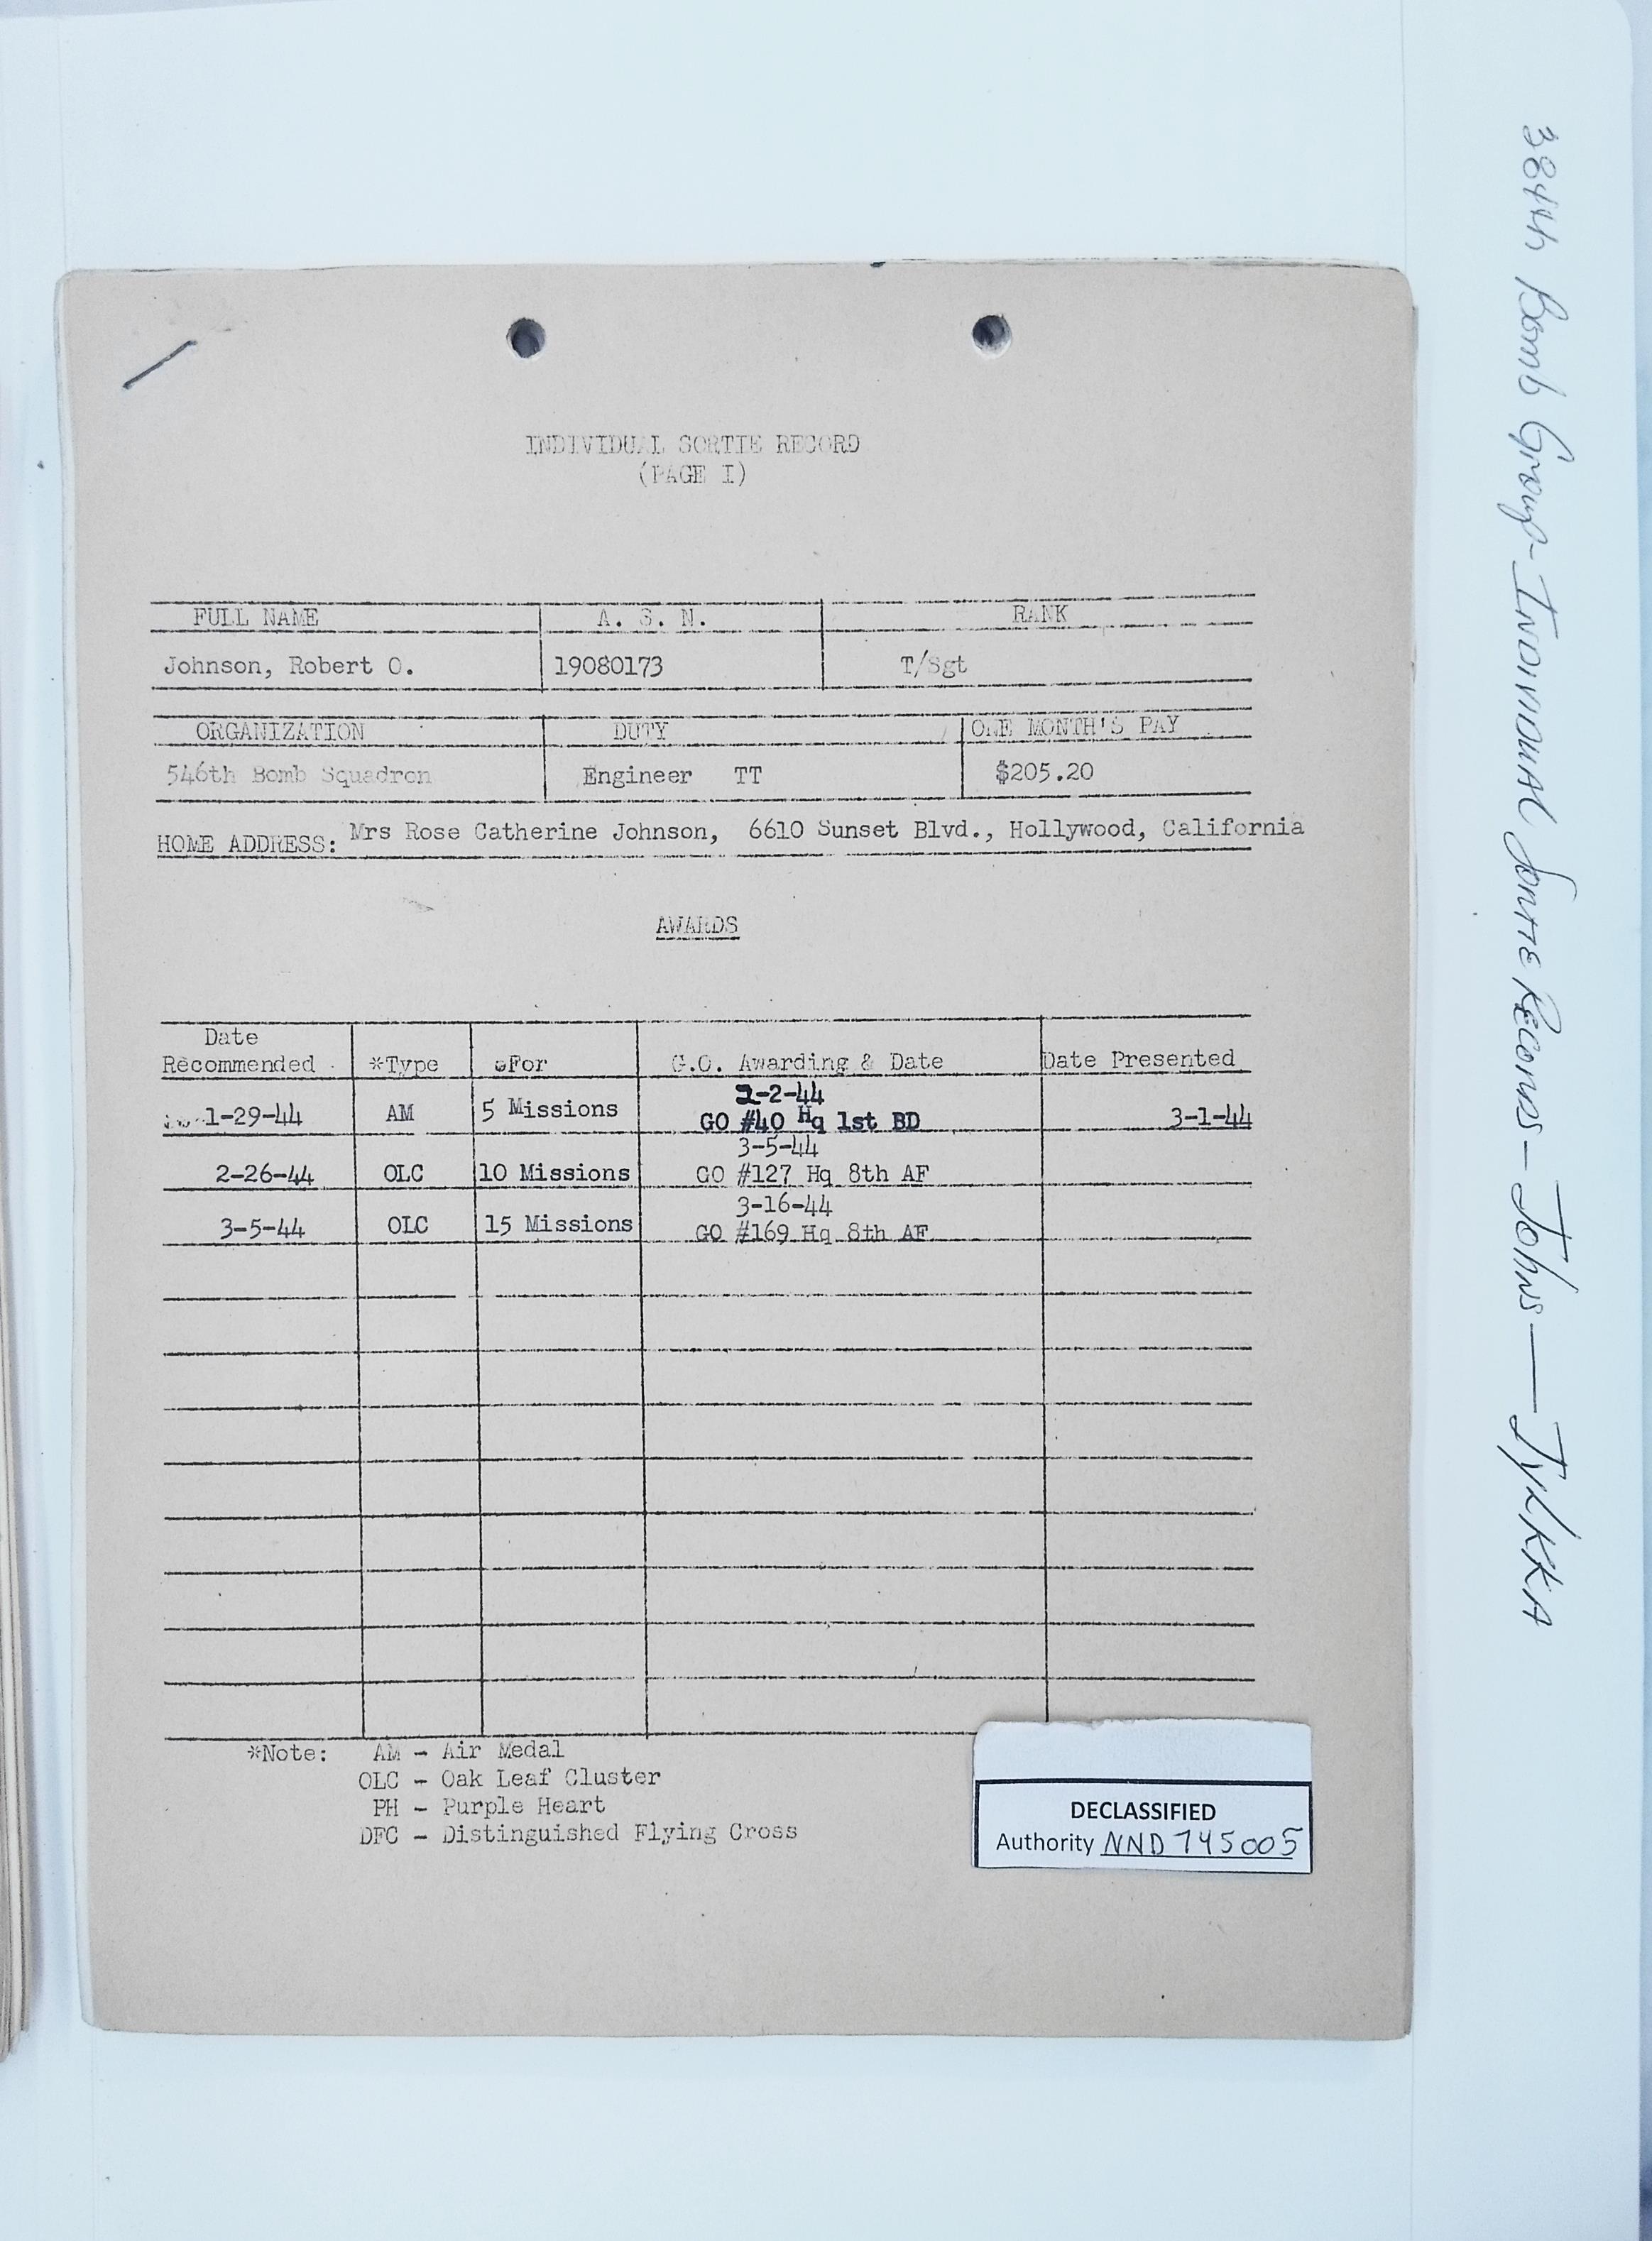 INDIVIDUAL SORTIE RECORD
(PAGE I)
FULL NAME A. S. N. RANK
Johnson, Robert O. 19080173 T/Sgt
ORGANIZATION DUTY ONE MONTH'S PAY
546th Bomb Squadron Engineer TT $205.20
HOME ADDRESS: Mrs Rose Catherine Johnson, 6610 Sunset Blvd., Hollywood, California
AWARDS
Date
Recommended *Type For G.O. Awarding & Date Date Presented
2-2-44
1-29-44 AM 5 Missions GO #40 Hq 1st BD 3-1-44
3-5-44
2-26-44 OLC 10 Missions GO #127 Hq 8th AF
3-16-44
3-5-44 OLC 15 Missions GO #169 Hq 8th AF
*Note: AM - Air Medal
OLC - Oak Leaf Cluster
PH - Purple Heart
DFC - Distinguished Flying Cross
DECLASSIFIED
Authority NND 745005
384th Bomb Group - Individual Sortie Records - Johns — Jylkka